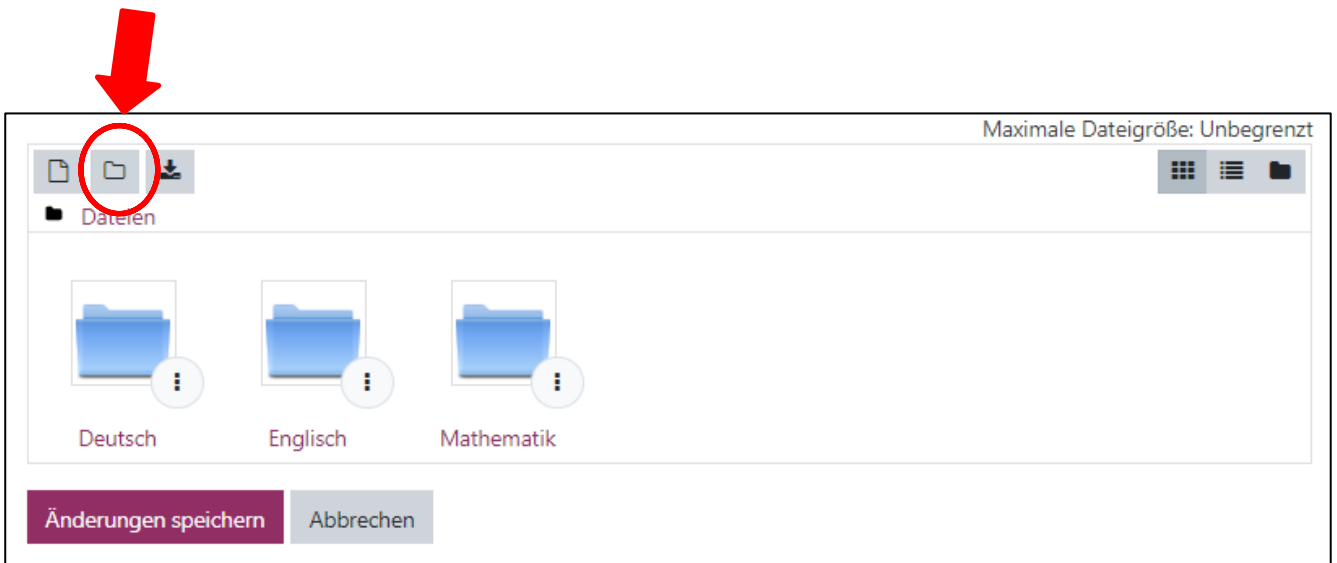 Maximale Dateigröße: Unbegrenzt
Dateien
Deutsch Englisch Mathematik
Änderungen speichern Abbrechen